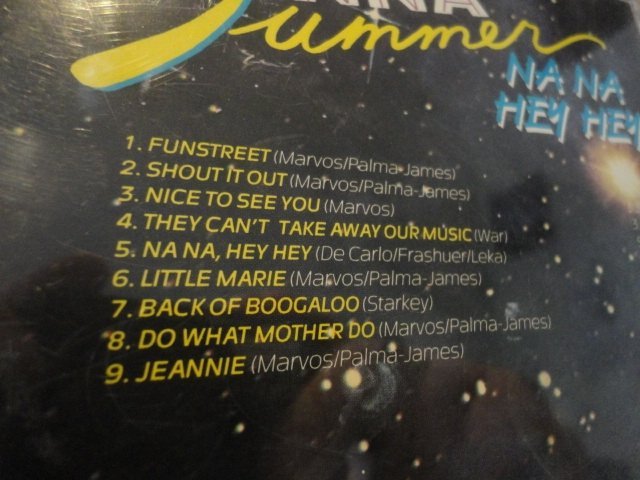 Summer
NA NA
HEY HEY
1. FUNSTREET (Marvos/Palma-James)
2. SHOUT IT OUT (Marvos/Palma-James)
3. NICE TO SEE YOU (Marvos)
4. THEY CAN'T TAKE AWAY OUR MUSIC (War)
5. NA NA, HEY HEY (De Carlo/Frashuer/Leka)
6. LITTLE MARIE (Marvos/Palma-James)
7. BACK OF BOOGALOO (Starkey)
8. DO WHAT MOTHER DO (Marvos/Palma-James)
9. JEANNIE (Marvos/Palma-James)